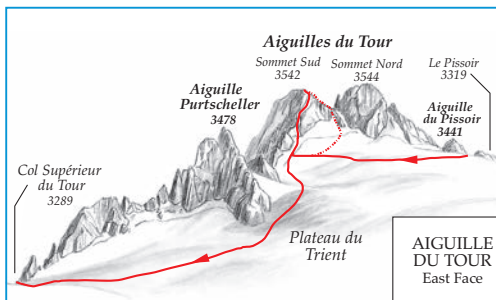 Aiguilles du Tour
Sommet Sud
3542
Sommet Nord
3544
Le Pissoir
3319
Aiguille
Purtscheller
3478
Aiguille
du Pissoir
3441
Col Supérieur
du Tour
3289
Plateau du
Trient
AIGUILLE
DU TOUR
East Face